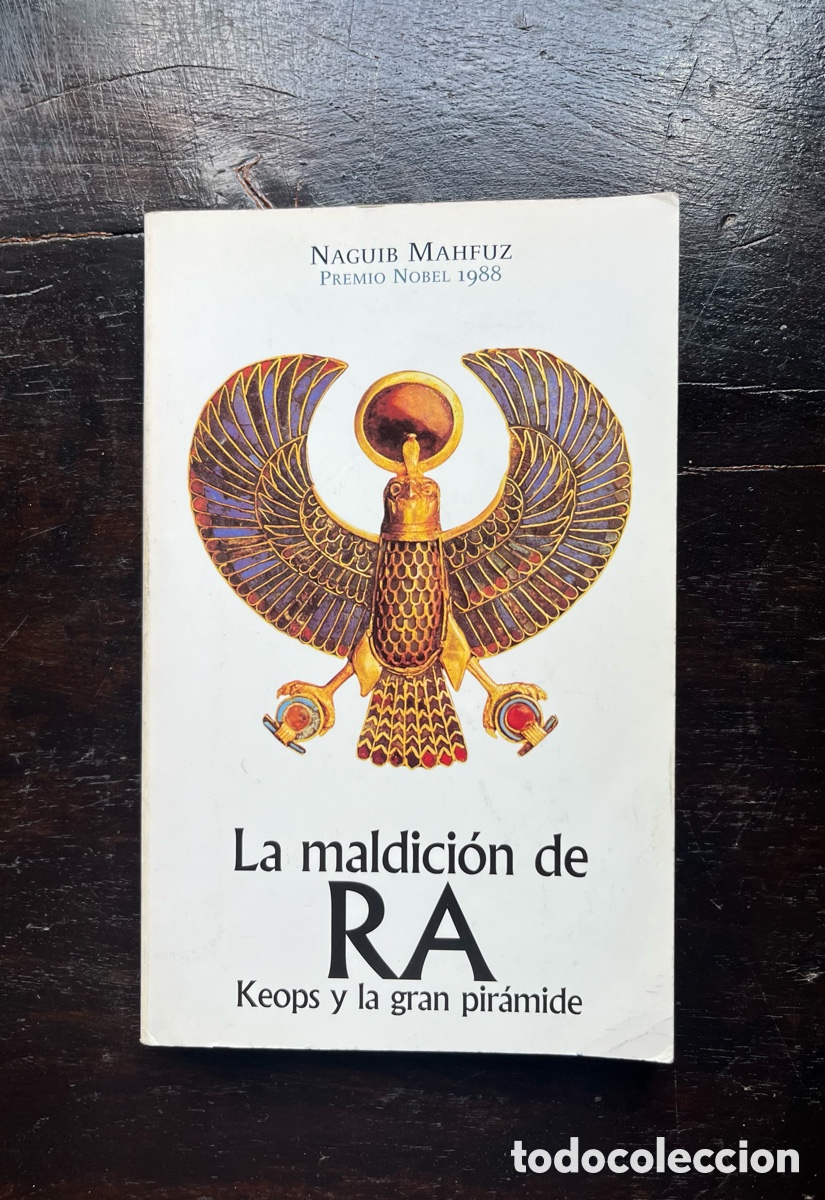 NAGUIB MAHFUZ
PREMIO NOBEL 1988
La maldición de
RA
Keops y la gran pirámide
todocoleccion